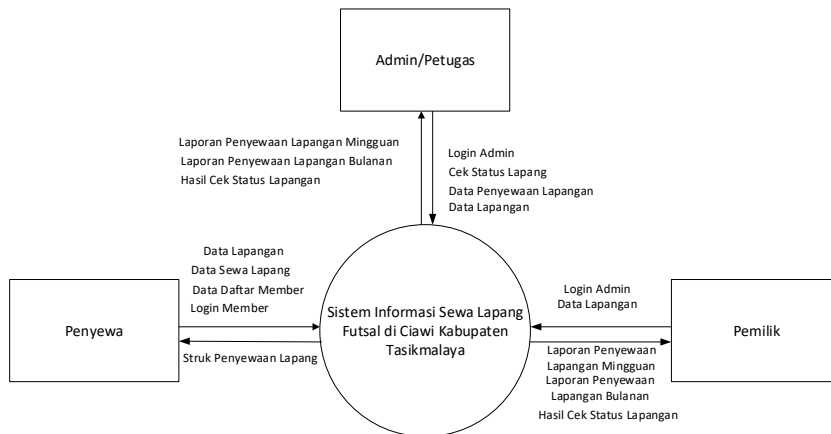 Admin/Petugas
Laporan Penyewaan Lapangan Mingguan
Laporan Penyewaan Lapangan Bulanan
Hasil Cek Status Lapangan
Login Admin
Cek Status Lapang
Data Penyewaan Lapangan
Data Lapangan
Data Lapangan
Data Sewa Lapang
Data Daftar Member
Login Member
Penyewa
Struk Penyewaan Lapang
Sistem Informasi Sewa Lapang
Futsal di Ciawi Kabupaten
Tasikmalaya
Login Admin
Data Lapangan
Pemilik
Laporan Penyewaan
Lapangan Mingguan
Laporan Penyewaan
Lapangan Bulanan
Hasil Cek Status Lapangan